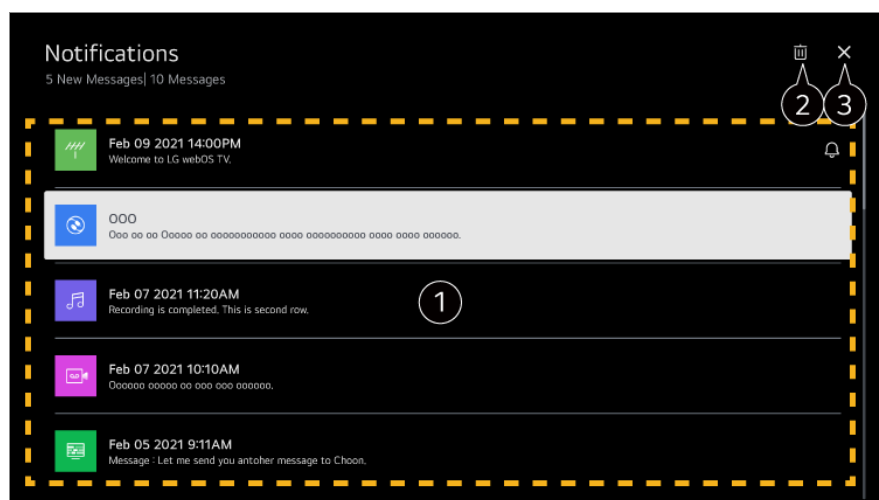 Notifications
5 New Messages| 10 Messages
2
3
Feb 09 2021 14:00PM
Welcome to LG webOS TV.
OOO
Ooo oo oo Ooooo oo ooooooooooo oooo oooooooooo oooo oooo oooooo.
Feb 07 2021 11:20AM
Recording is completed. This is second row.
1
Feb 07 2021 10:10AM
Oooooo ooooo oo ooo ooo oooooo.
Feb 05 2021 9:11AM
Message : Let me send you antoher message to Choon.